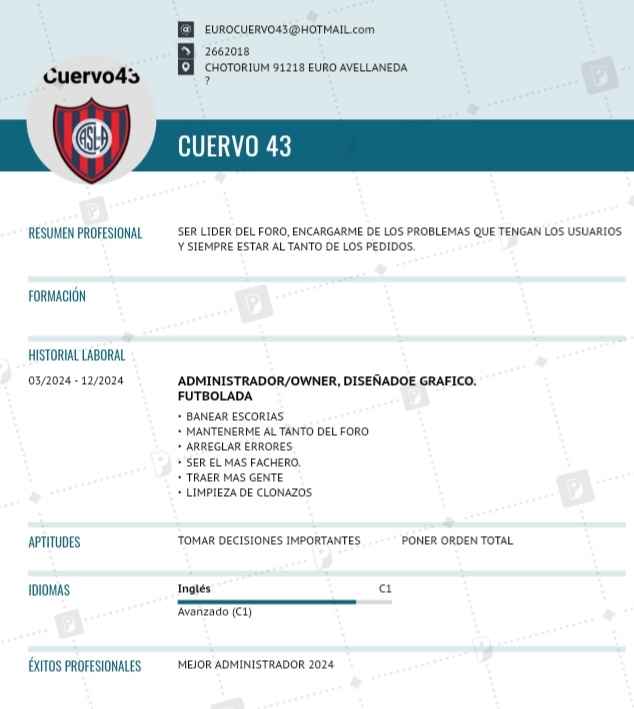 EUROCUERVO43@HOTMAIL.com
2662018
CHOTORIUM 91218 EURO AVELLANEDA
?
Cuervo43
CASLA
CUERVO 43
RESUMEN PROFESIONAL
SER LIDER DEL FORO, ENCARGARME DE LOS PROBLEMAS QUE TENGAN LOS USUARIOS
Y SIEMPRE ESTAR AL TANTO DE LOS PEDIDOS.
FORMACIÓN
HISTORIAL LABORAL
03/2024 - 12/2024
ADMINISTRADOR/OWNER, DISEÑADOE GRAFICO.
FUTBOLADA
• BANEAR ESCORIAS
• MANTENERME AL TANTO DEL FORO
• ARREGLAR ERRORES
• SER EL MAS FACHERO.
• TRAER MAS GENTE
• LIMPIEZA DE CLONAZOS
APTITUDES
TOMAR DECISIONES IMPORTANTES
PONER ORDEN TOTAL
IDIOMAS
Inglés C1
Avanzado (C1)
ÉXITOS PROFESIONALES
MEJOR ADMINISTRADOR 2024